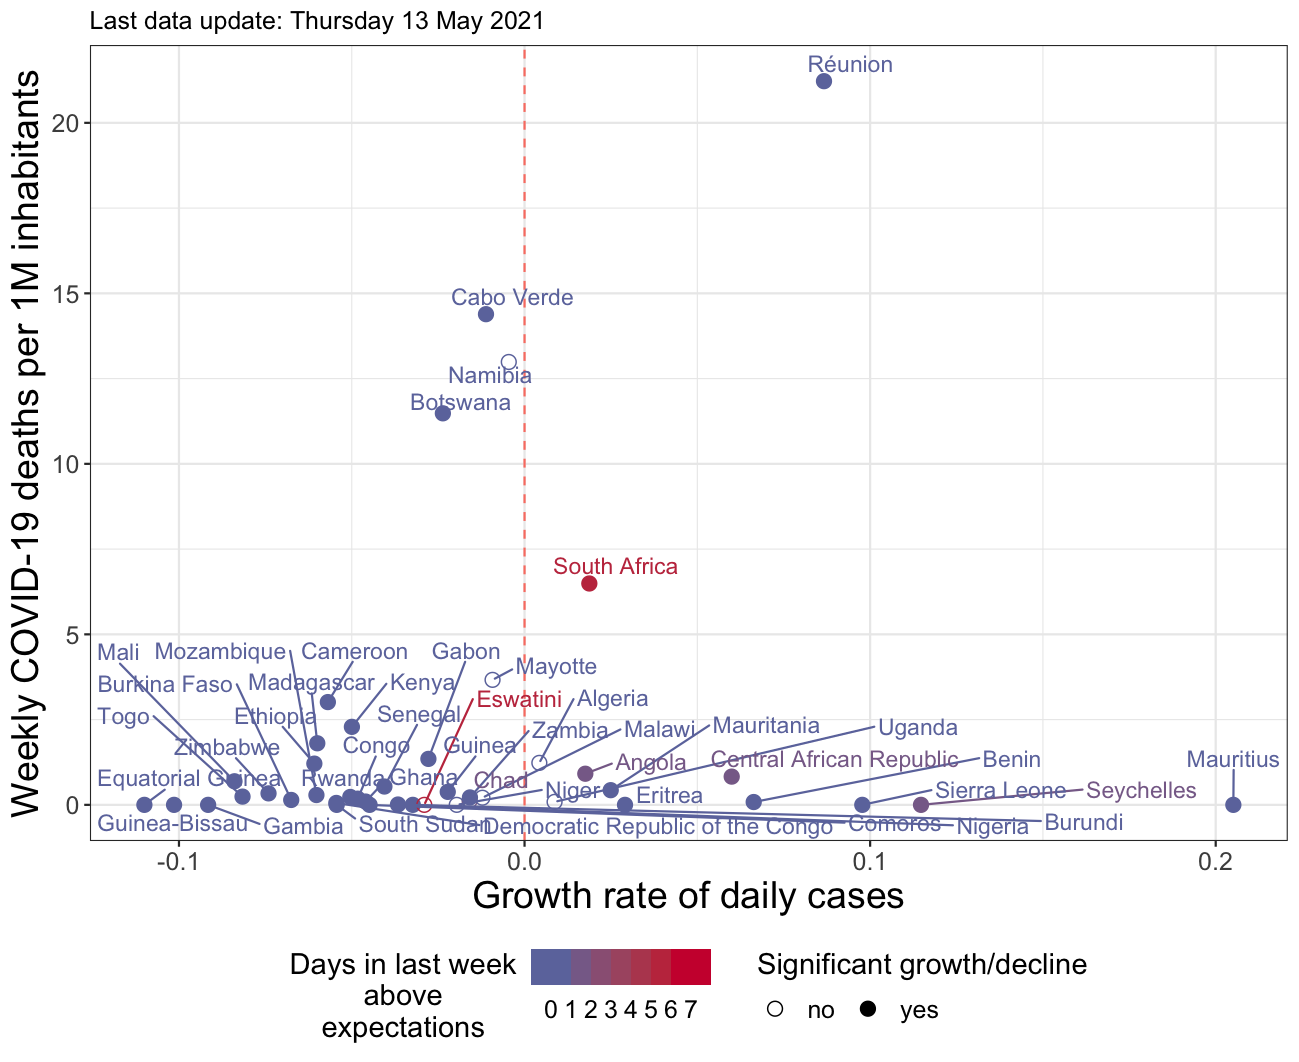 Last data update: Thursday 13 May 2021
Weekly COVID-19 deaths per 1M inhabitants
20
15
10
5
0
Réunion
Cabo Verde
Namibia
Botswana
South Africa
Mali
Mozambique
Cameroon
Gabon
Mayotte
Burkina Faso
Madagascar
Kenya
Eswatini
Algeria
Togo
Ethiopia
Senegal
Zambia
Malawi
Mauritania
Uganda
Zimbabwe
Congo
Guinea
Angola
Central African Republic
Benin
Mauritius
Equatorial Guinea
Rwanda
Ghana
Chad
Niger
Eritrea
Sierra Leone
Seychelles
Guinea-Bissau
Gambia
South Sudan
Democratic Republic of the Congo
Comoros
Nigeria
Burundi
-0.1
0.0
0.1
0.2
Growth rate of daily cases
Days in last week
above
expectations
0 1 2 3 4 5 6 7
Significant growth/decline
no
yes